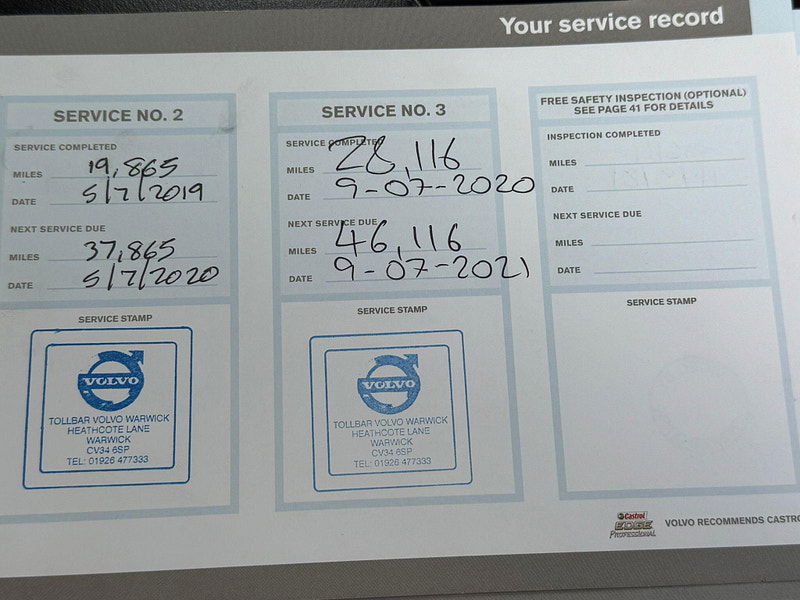 Your service record
SERVICE NO. 2
SERVICE COMPLETED
MILES 19,865
DATE 5/7/2019
NEXT SERVICE DUE
MILES 37,865
DATE 5/7/2020
SERVICE STAMP
VOLVO
TOLLBAR VOLVO WARWICK
HEATHCOTE LANE
WARWICK
CV34 6SP
TEL: 01926 477333
SERVICE NO. 3
SERVICE COMPLETED
MILES 28,116
DATE 9-07-2020
NEXT SERVICE DUE
MILES 46,116
DATE 9-07-2021
SERVICE STAMP
VOLVO
TOLLBAR VOLVO WARWICK
HEATHCOTE LANE
WARWICK
CV34 6SP
TEL: 01926 477333
FREE SAFETY INSPECTION (OPTIONAL)
SEE PAGE 41 FOR DETAILS
INSPECTION COMPLETED
MILES
DATE
NEXT SERVICE DUE
MILES
DATE
SERVICE STAMP
Castrol
EDGE
PROFESSIONAL
VOLVO RECOMMENDS CASTRO